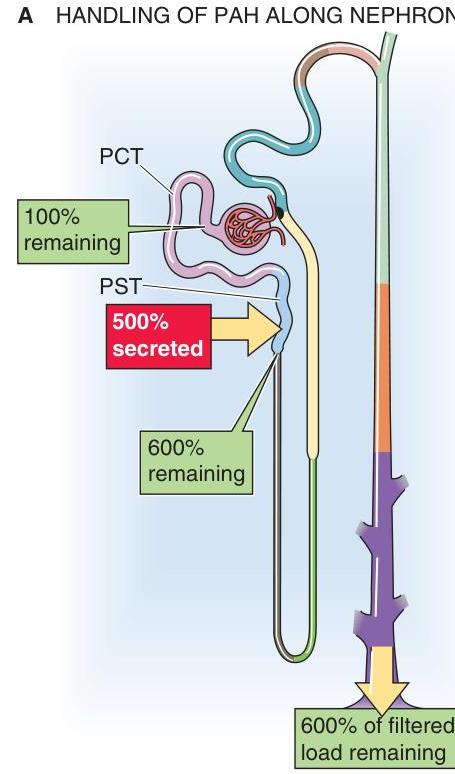 A HANDLING OF PAH ALONG NEPHRON
PCT
100%
remaining
PST
500%
secreted
600%
remaining
600% of filtered
load remaining